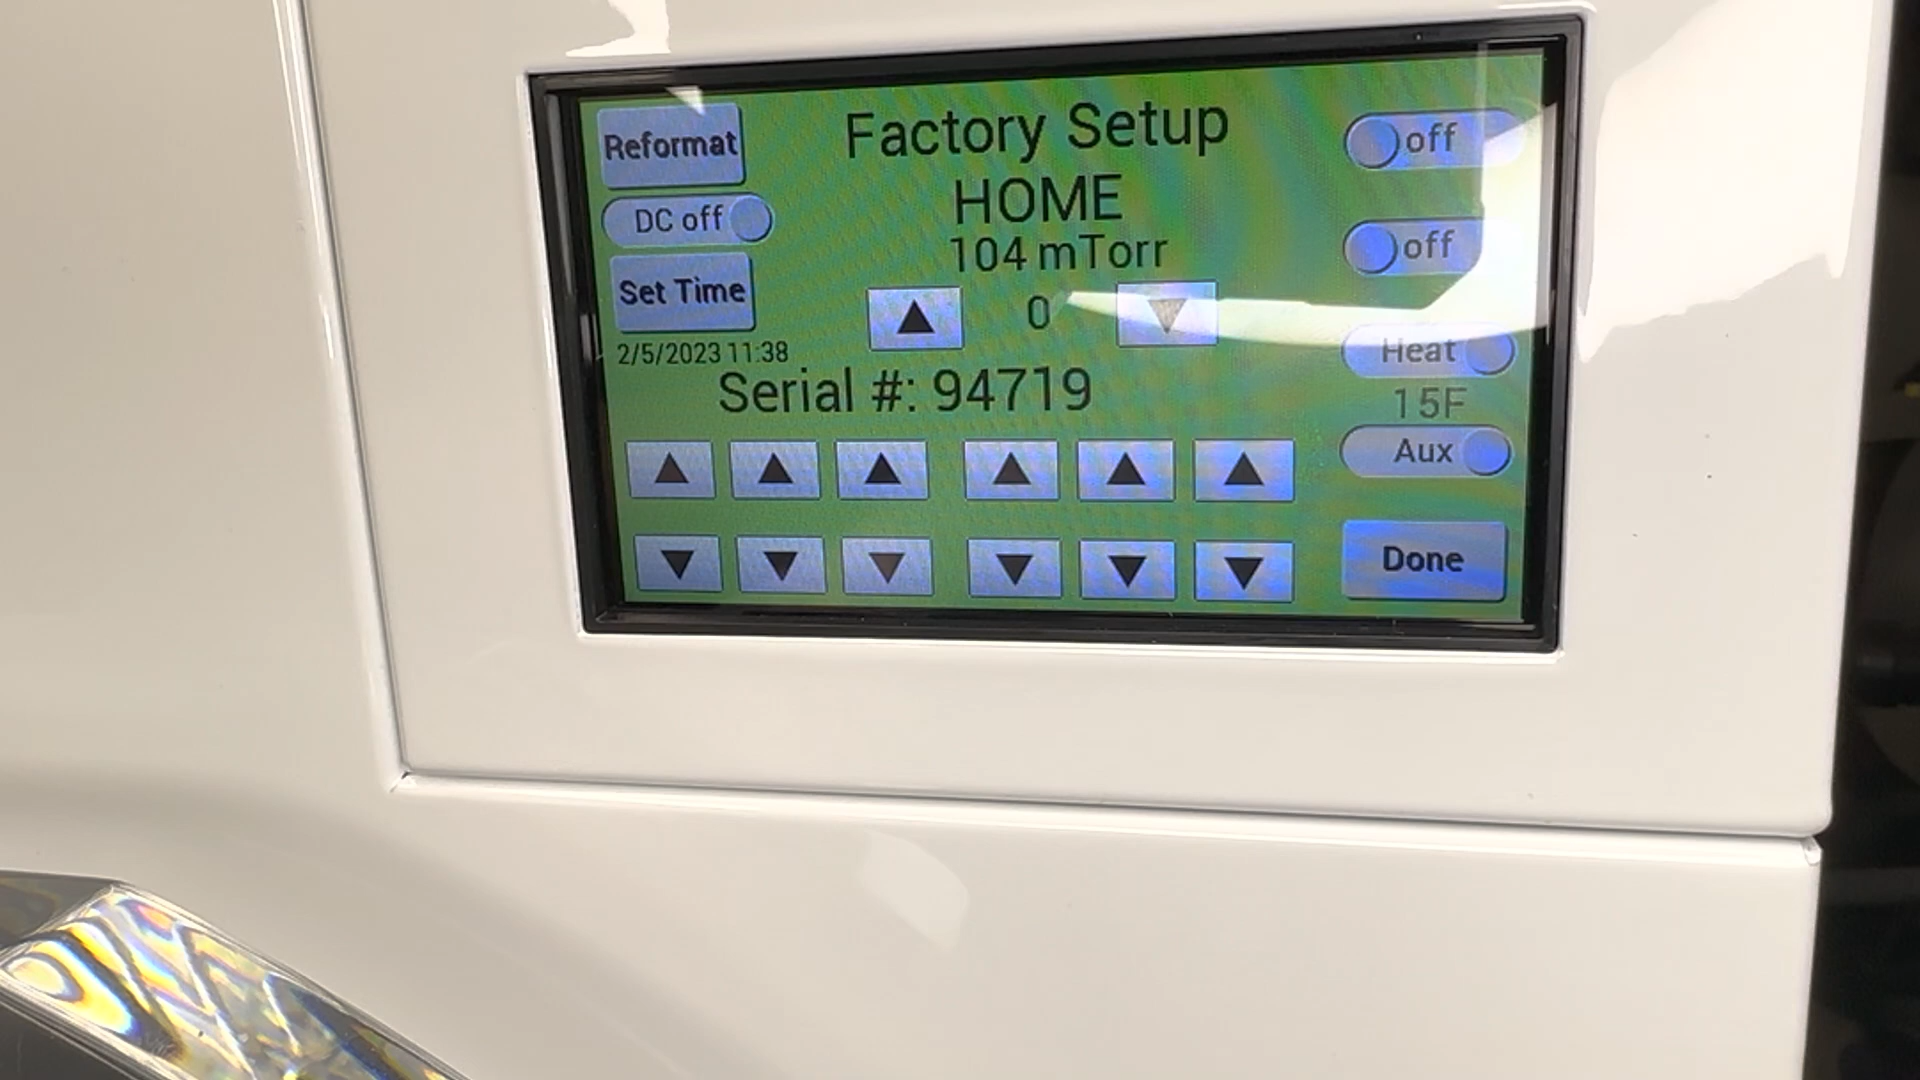 Reformat
Factory Setup
off
DC off
HOME
104 mTorr
off
Set Time
0
2/5/2023 11:38
Heat
Serial #: 94719
15F
Aux
Done